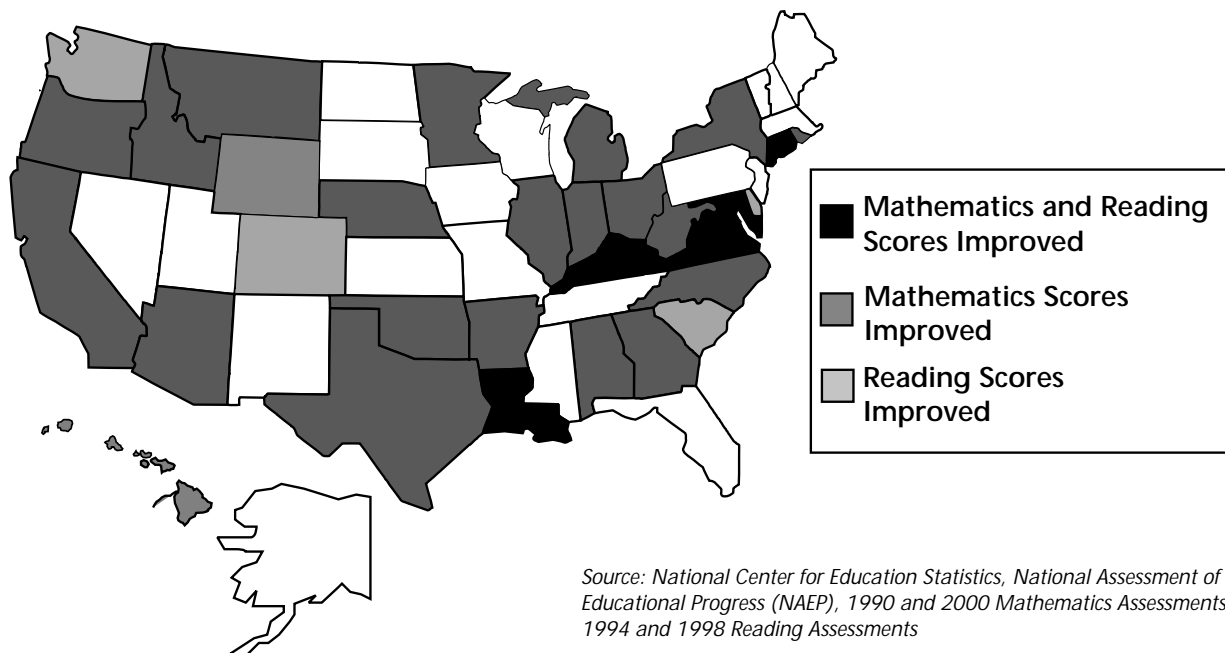 Mathematics and Reading
Scores Improved
Mathematics Scores
Improved
Reading Scores
Improved
Source: National Center for Education Statistics, National Assessment of
Educational Progress (NAEP), 1990 and 2000 Mathematics Assessments
1994 and 1998 Reading Assessments